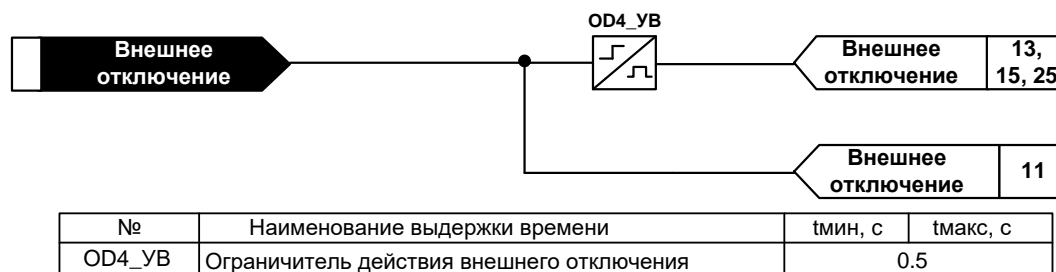 OD4_УВ
Внешнее
отключение
Внешнее
отключение
13,
15, 25
Внешнее
отключение
11
№ Наименование выдержки времени tмин, с tмакс, с
OD4_УВ Ограничитель действия внешнего отключения 0.5